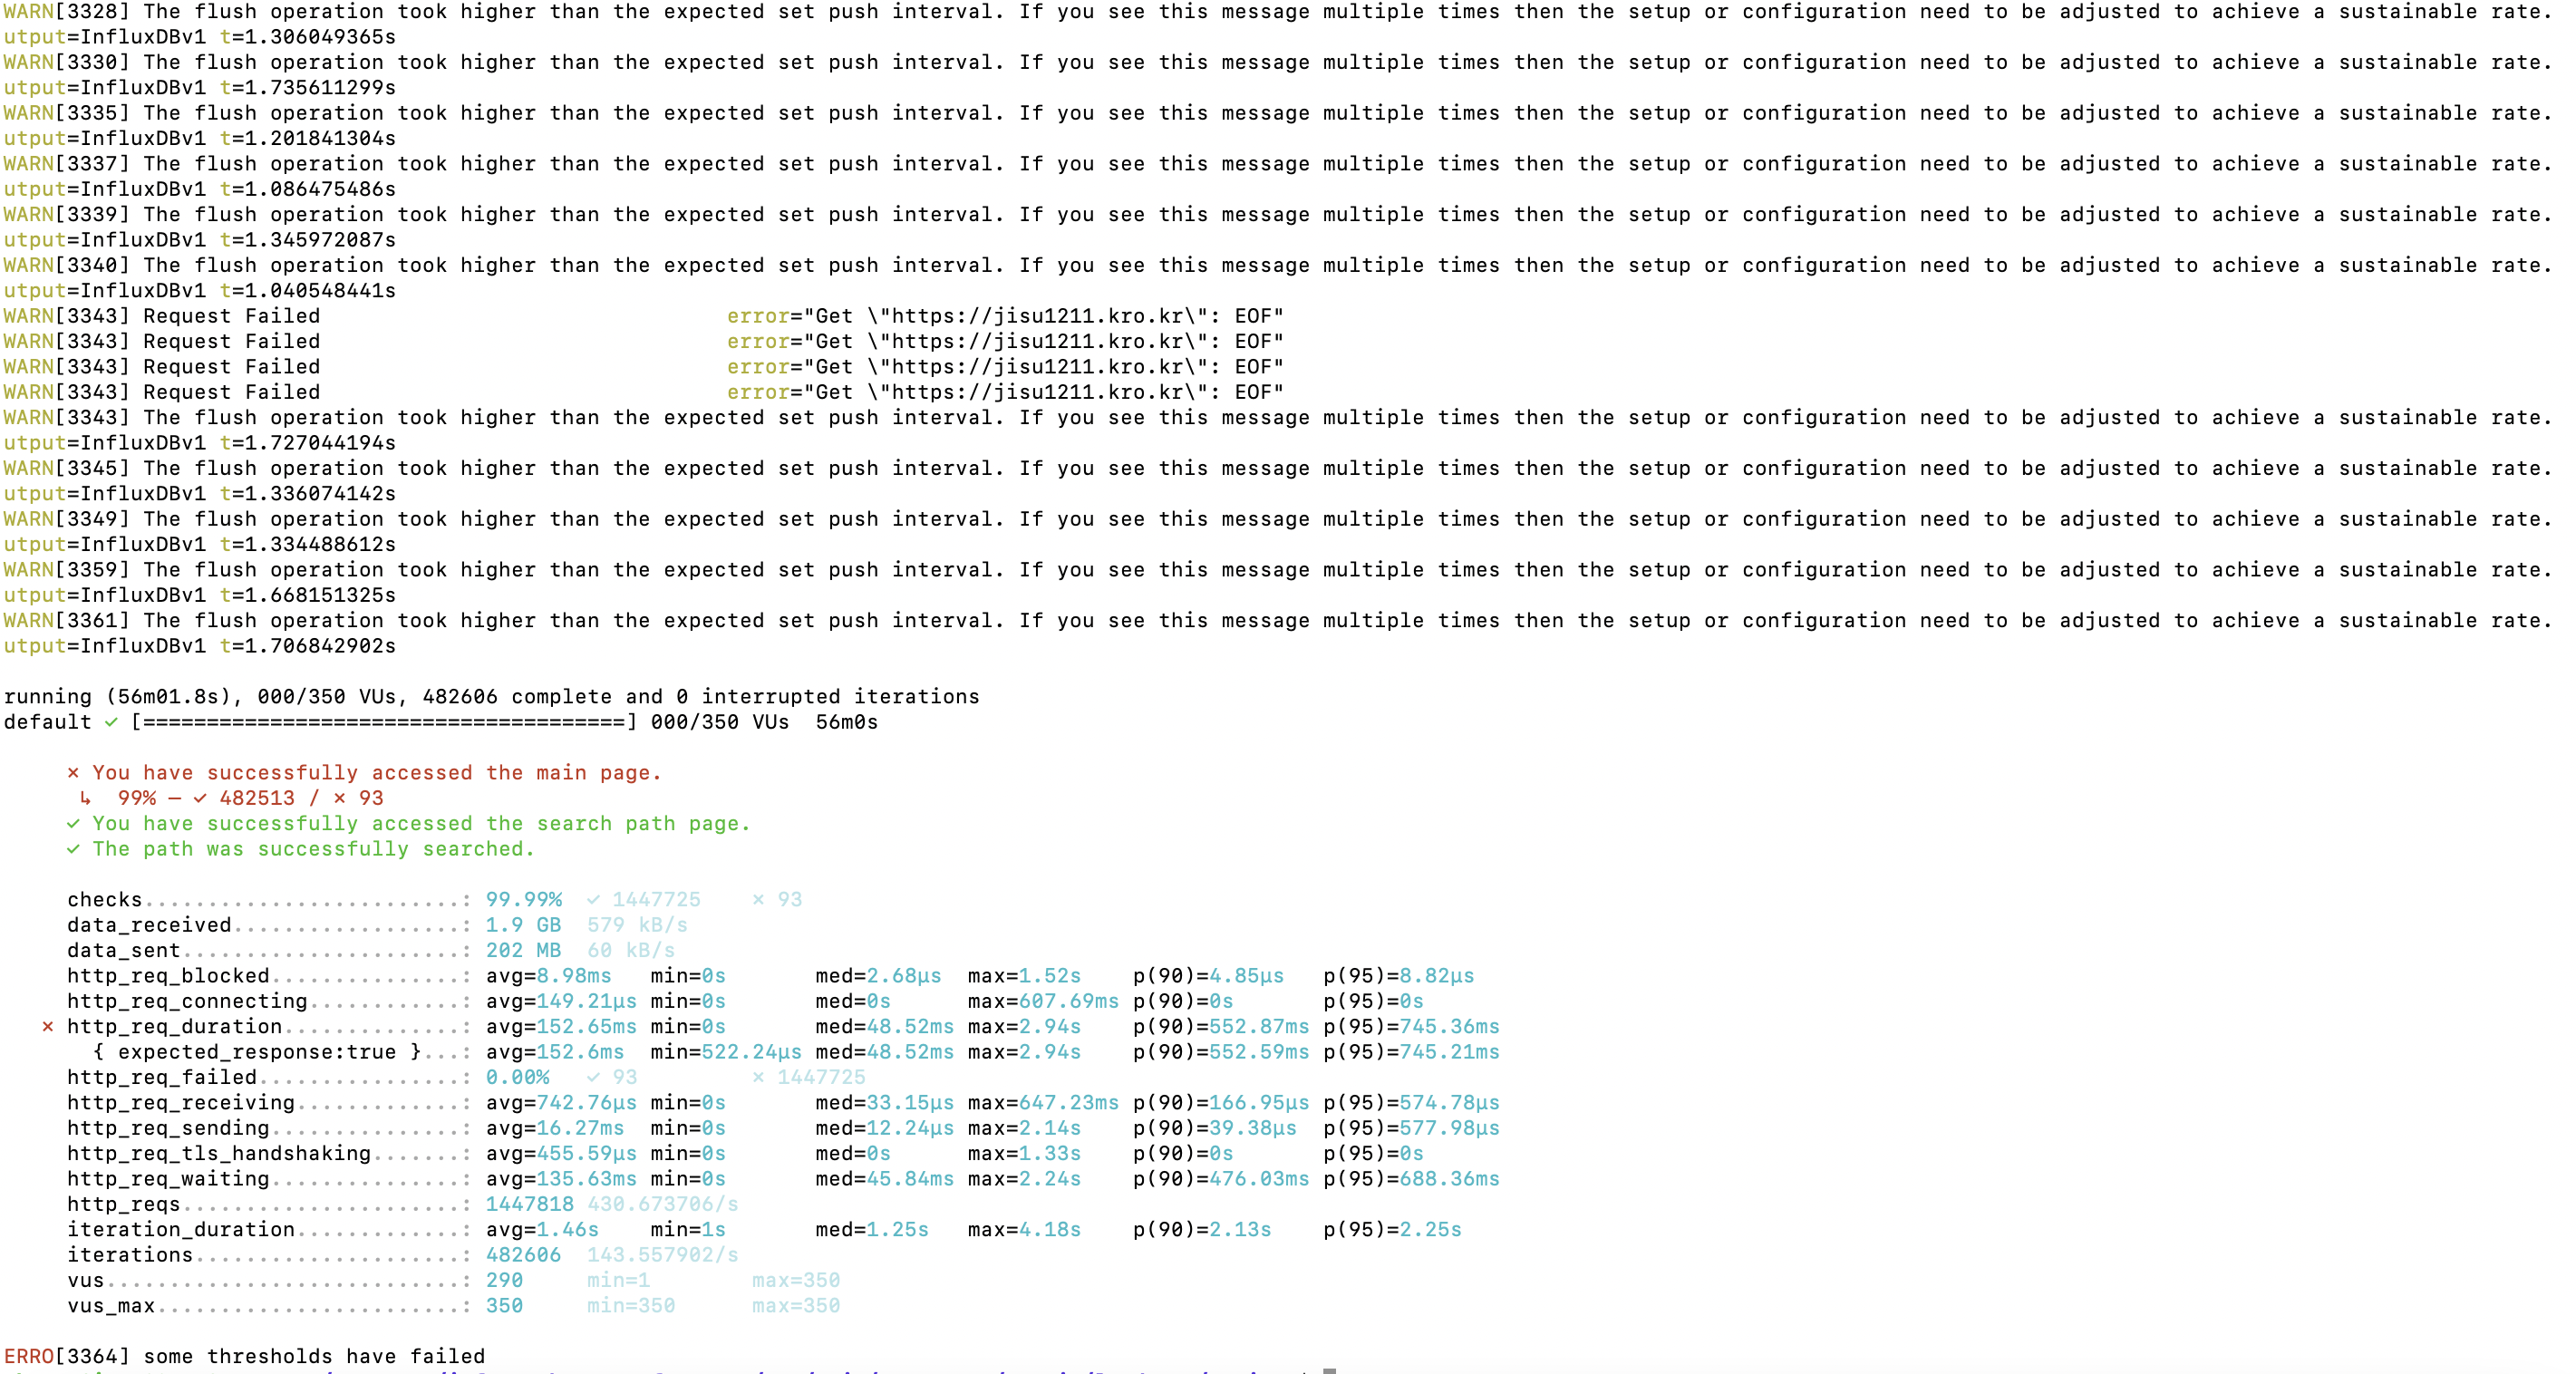 WARN[3328] The flush operation took higher than the expected set push interval. If you see this message multiple times then the setup or configuration need to be adjusted to achieve a sustainable rate.
utput=InfluxDBv1 t=1.306049365s
WARN[3330] The flush operation took higher than the expected set push interval. If you see this message multiple times then the setup or configuration need to be adjusted to achieve a sustainable rate.
utput=InfluxDBv1 t=1.735611299s
WARN[3335] The flush operation took higher than the expected set push interval. If you see this message multiple times then the setup or configuration need to be adjusted to achieve a sustainable rate.
utput=InfluxDBv1 t=1.201841304s
WARN[3337] The flush operation took higher than the expected set push interval. If you see this message multiple times then the setup or configuration need to be adjusted to achieve a sustainable rate.
utput=InfluxDBv1 t=1.086475486s
WARN[3339] The flush operation took higher than the expected set push interval. If you see this message multiple times then the setup or configuration need to be adjusted to achieve a sustainable rate.
utput=InfluxDBv1 t=1.345972087s
WARN[3340] The flush operation took higher than the expected set push interval. If you see this message multiple times then the setup or configuration need to be adjusted to achieve a sustainable rate.
utput=InfluxDBv1 t=1.040548441s
WARN[3343] Request Failed error="Get \"https://jisu1211.kro.kr\": EOF"
WARN[3343] Request Failed error="Get \"https://jisu1211.kro.kr\": EOF"
WARN[3343] Request Failed error="Get \"https://jisu1211.kro.kr\": EOF"
WARN[3343] Request Failed error="Get \"https://jisu1211.kro.kr\": EOF"
WARN[3343] The flush operation took higher than the expected set push interval. If you see this message multiple times then the setup or configuration need to be adjusted to achieve a sustainable rate.
utput=InfluxDBv1 t=1.727044194s
WARN[3345] The flush operation took higher than the expected set push interval. If you see this message multiple times then the setup or configuration need to be adjusted to achieve a sustainable rate.
utput=InfluxDBv1 t=1.336074142s
WARN[3349] The flush operation took higher than the expected set push interval. If you see this message multiple times then the setup or configuration need to be adjusted to achieve a sustainable rate.
utput=InfluxDBv1 t=1.334488612s
WARN[3359] The flush operation took higher than the expected set push interval. If you see this message multiple times then the setup or configuration need to be adjusted to achieve a sustainable rate.
utput=InfluxDBv1 t=1.668151325s
WARN[3361] The flush operation took higher than the expected set push interval. If you see this message multiple times then the setup or configuration need to be adjusted to achieve a sustainable rate.
utput=InfluxDBv1 t=1.706842902s
running (56m01.8s), 000/350 VUs, 482606 complete and 0 interrupted iterations
default ✓ [======================================] 000/350 VUs  56m0s
✗ You have successfully accessed the main page.
↳  99% — ✓ 482513 / ✗ 93
✓ You have successfully accessed the search path page.
✓ The path was successfully searched.
checks.........................: 99.99% ✓ 1447725 ✗ 93
data_received..................: 1.9 GB 579 kB/s
data_sent......................: 202 MB 60 kB/s
http_req_blocked...............: avg=8.98ms min=0s med=2.68µs max=1.52s p(90)=4.85µs p(95)=8.82µs
http_req_connecting............: avg=149.21µs min=0s med=0s max=607.69ms p(90)=0s p(95)=0s
✗ http_req_duration..............: avg=152.65ms min=0s med=48.52ms max=2.94s p(90)=552.87ms p(95)=745.36ms
{ expected_response:true }...: avg=152.6ms min=522.24µs med=48.52ms max=2.94s p(90)=552.59ms p(95)=745.21ms
http_req_failed................: 0.00% ✓ 93 ✗ 1447725
http_req_receiving.............: avg=742.76µs min=0s med=33.15µs max=647.23ms p(90)=166.95µs p(95)=574.78µs
http_req_sending...............: avg=16.27ms min=0s med=12.24µs max=2.14s p(90)=39.38µs p(95)=577.98µs
http_req_tls_handshaking.......: avg=455.59µs min=0s med=0s max=1.33s p(90)=0s p(95)=0s
http_req_waiting...............: avg=135.63ms min=0s med=45.84ms max=2.24s p(90)=476.03ms p(95)=688.36ms
http_reqs......................: 1447818 430.673706/s
iteration_duration.............: avg=1.46s min=1s med=1.25s max=4.18s p(90)=2.13s p(95)=2.25s
iterations.....................: 482606 143.557902/s
vus............................: 290 min=1 max=350
vus_max........................: 350 min=350 max=350
ERRO[3364] some thresholds have failed